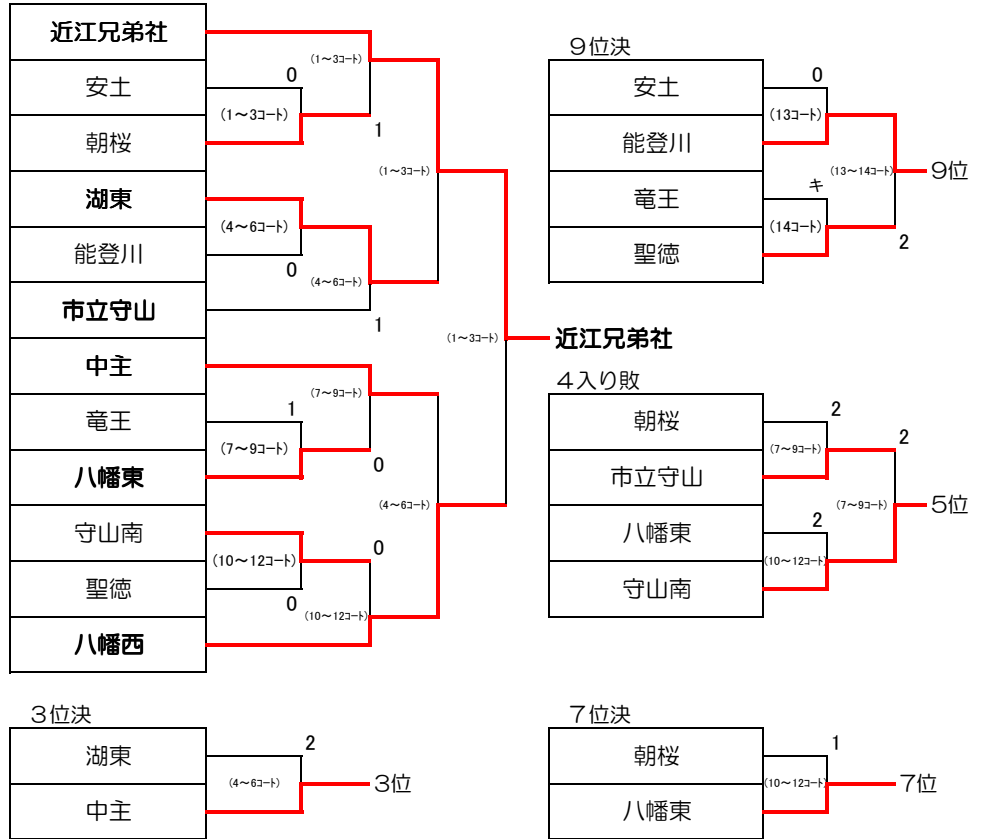 近江兄弟社
(1~3コート)
安土
0
(1~3コート)
朝桜
1
(1~3コート)
湖東
(4~6コート)
能登川
0
(4~6コート)
市立守山
1
(1~3コート)
近江兄弟社
中主
(7~9コート)
竜王
1
(7~9コート)
八幡東
0
(4~6コート)
守山南
0
(10~12コート)
聖徳
0
(10~12コート)
八幡西
9位決
安土
0
(13コート)
能登川
(13~14コート)
9位
竜王
キ
(14コート)
聖徳
2
4入り敗
朝桜
2
(7~9コート)
2
市立守山
(7~9コート)
5位
八幡東
2
(10~12コート)
守山南
3位決
湖東
2
(4~6コート)
3位
中主
7位決
朝桜
1
(10~12コート)
7位
八幡東